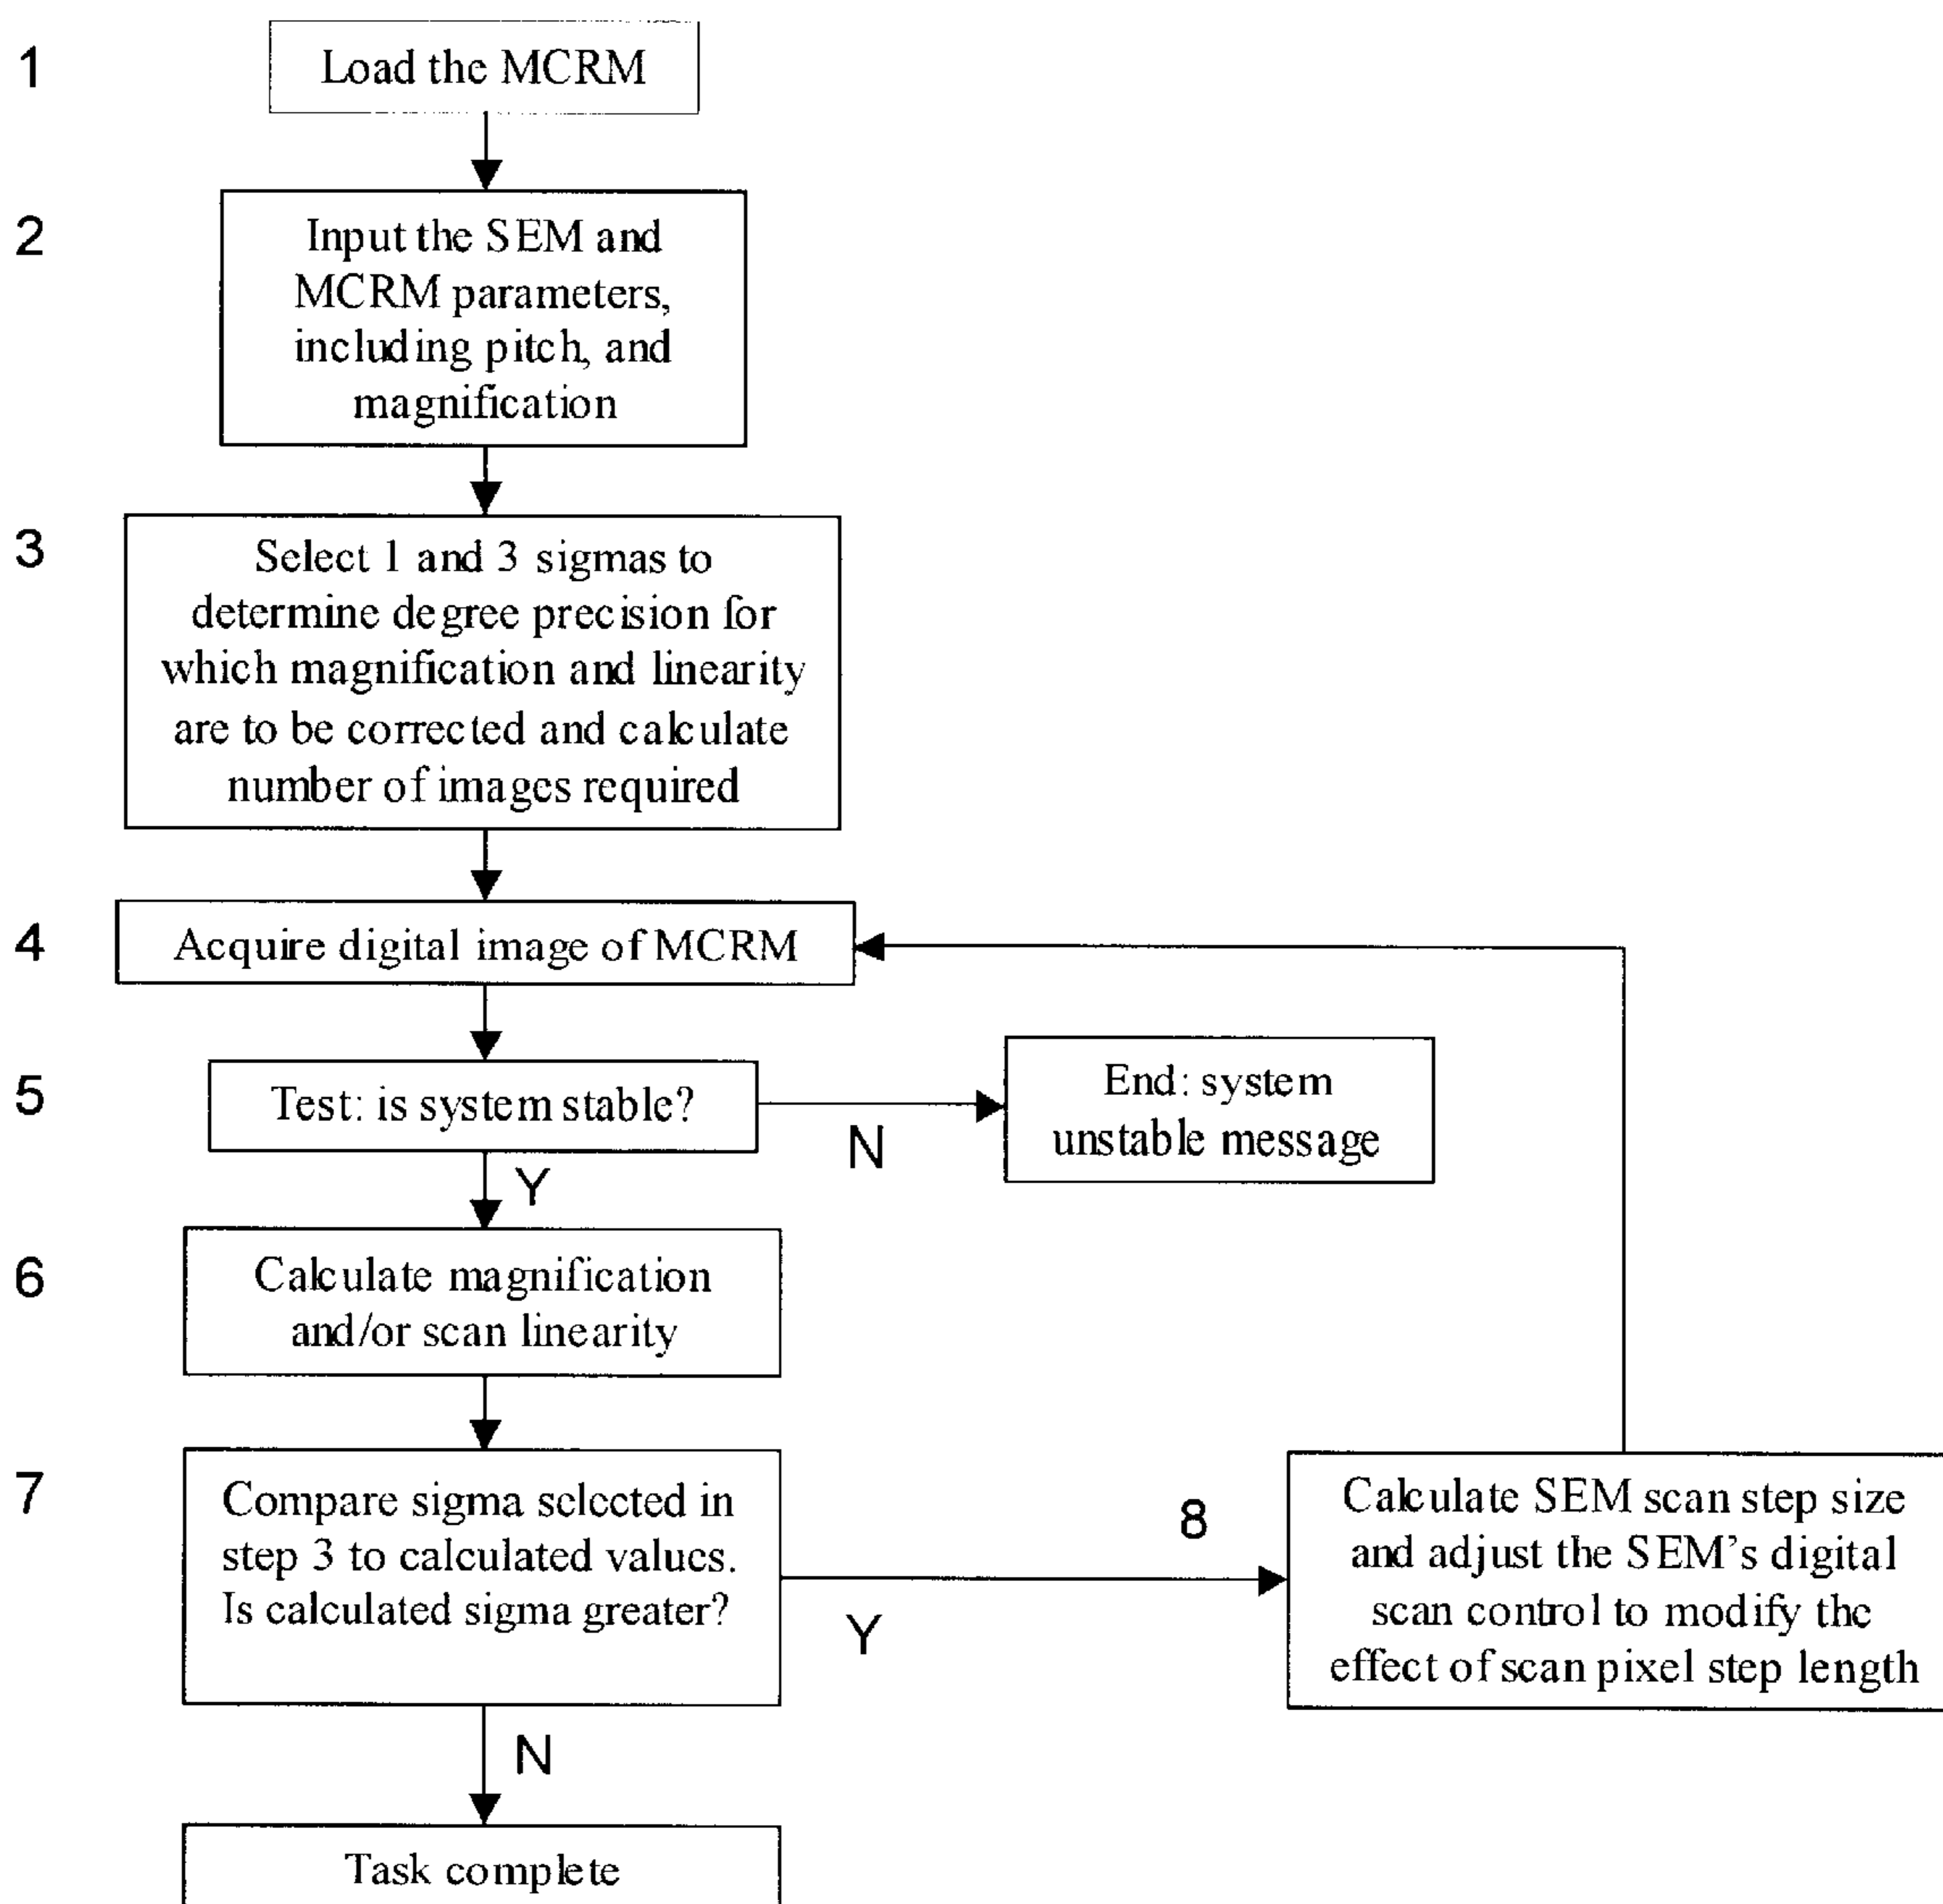 1
Load the MCRM
2
Input the SEM and
MCRM parameters,
including pitch, and
magnification
3
Select 1 and 3 sigmas to
determine degree precision for
which magnification and linearity
are to be corrected and calculate
number of images required
4
Acquire digital image of MCRM
5
Test: is system stable?
N
End: system
unstable message
Y
6
Calculate magnification
and/or scan linearity
7
Compare sigma selected in
step 3 to calculated values.
Is calculated sigma greater?
Y
8
Calculate SEM scan step size
and adjust the SEM's digital
scan control to modify the
effect of scan pixel step length
N
Task complete